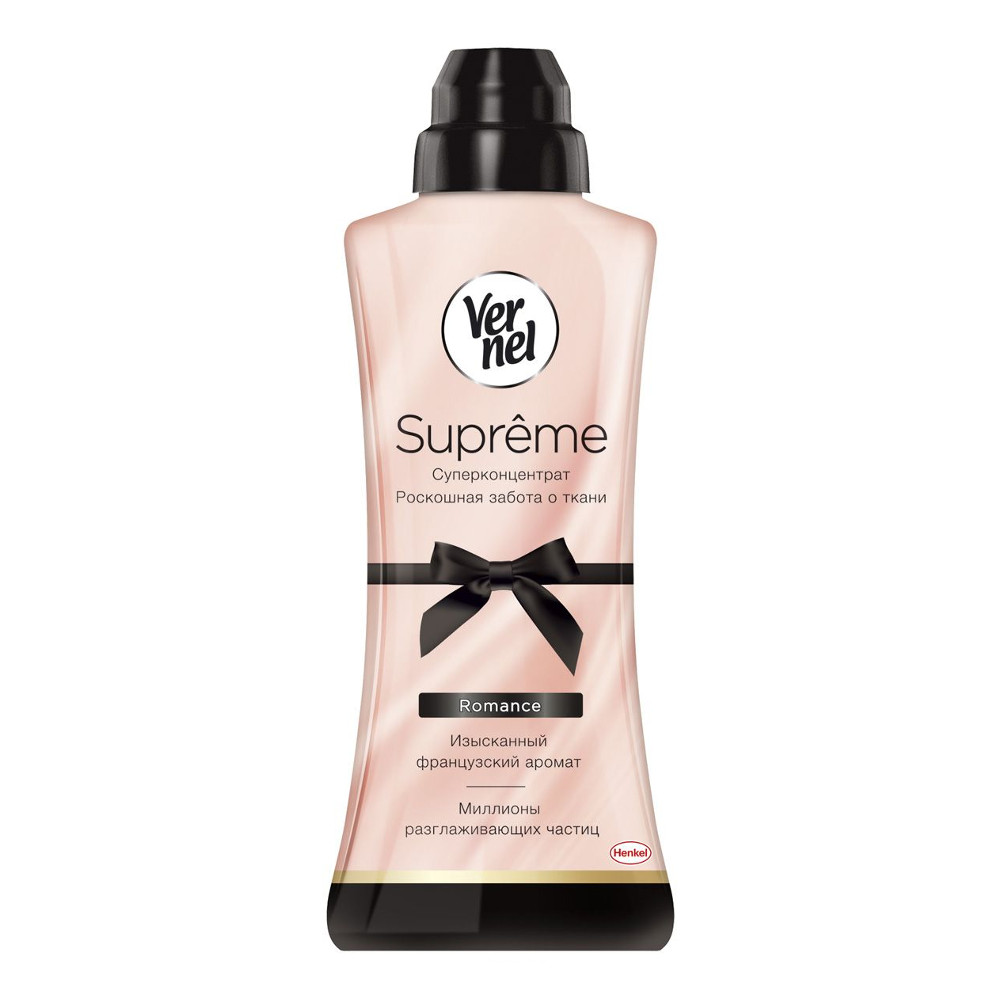 Ver
nel
Suprême
Суперконцентрат
Роскошная забота о ткани
Romance
Изысканный
французский аромат
Миллионы
разглаживающих частиц
Henkel